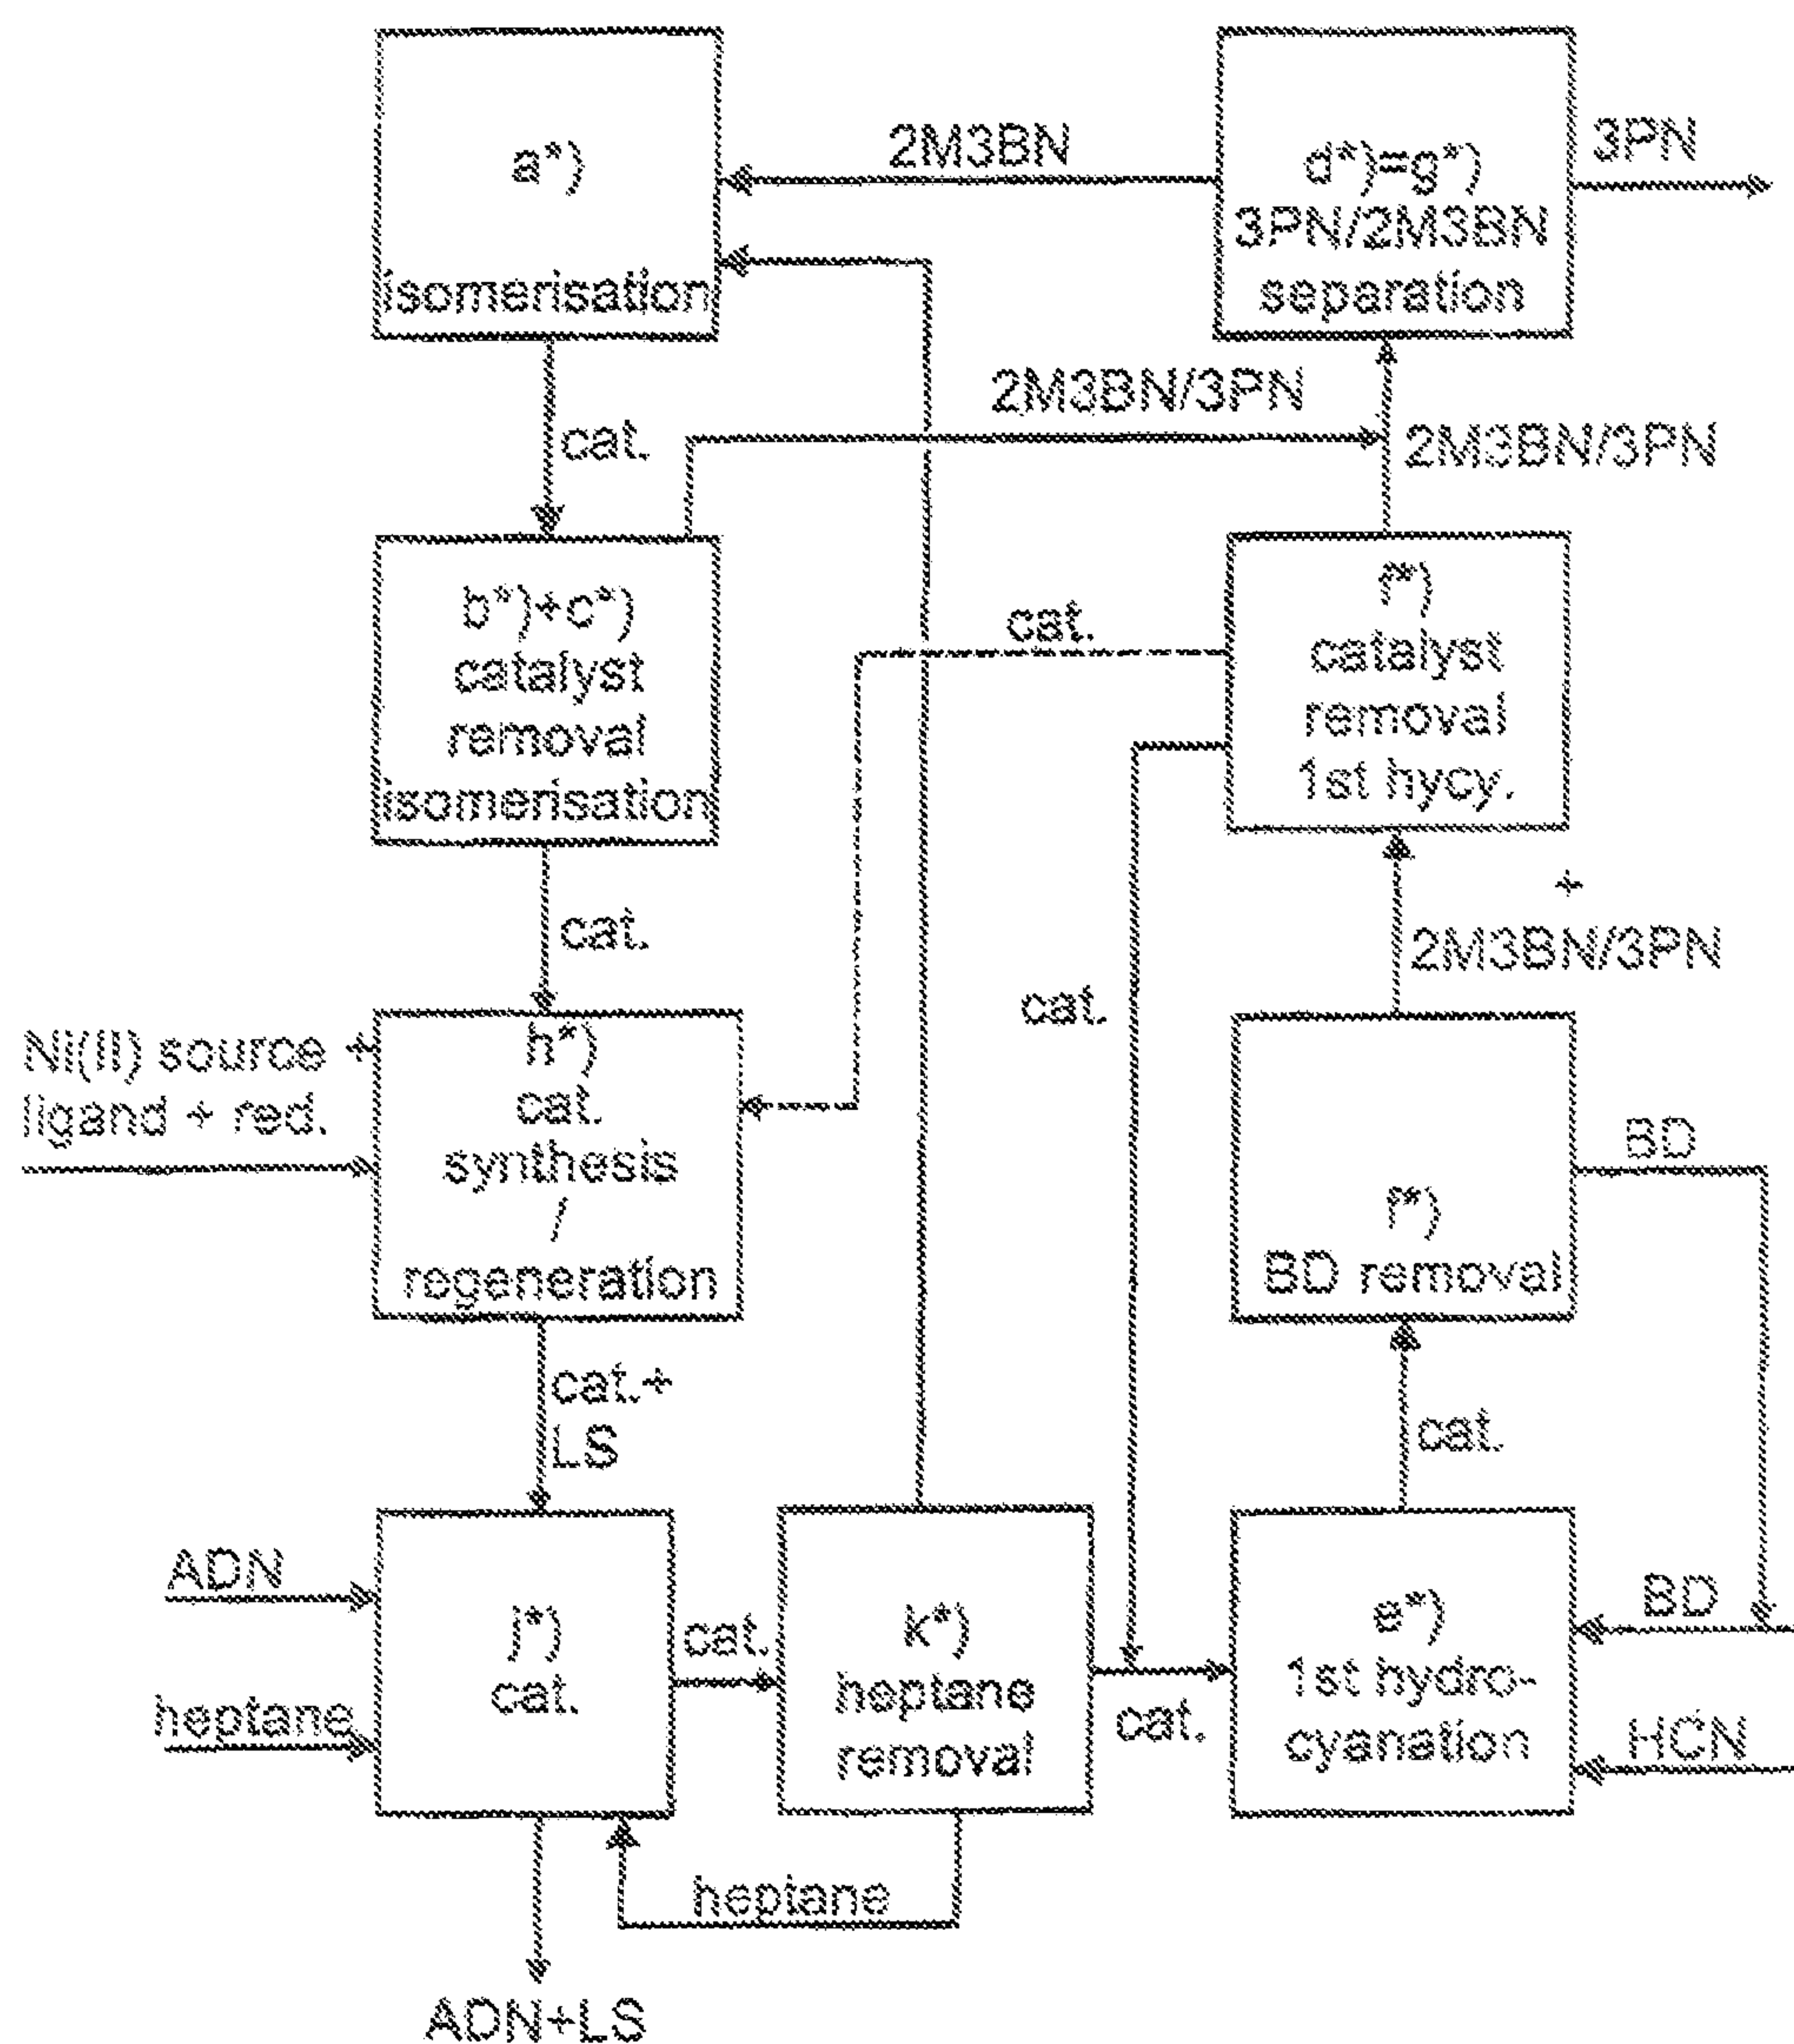 a*)
isomerisation
2M3BN
d*)=g*)
3PN/2M3BN
separation
3PN
cat.
2M3BN/3PN
2M3BN/3PN
b*)+c*)
catalyst
removal
isomerisation
cat.
f*)
catalyst
removal
1st hycy.
cat.
cat.
+
2M3BN/3PN
Ni(II) source +
ligand + red.
h*)
cat.
synthesis
/
regeneration
f*)
BD removal
BD
cat.+
LS
cat.
ADN
heptane
j*)
cat.
cat.
k*)
heptane
removal
cat.
e*)
1st hydro-
cyanation
BD
HCN
heptane
ADN+LS